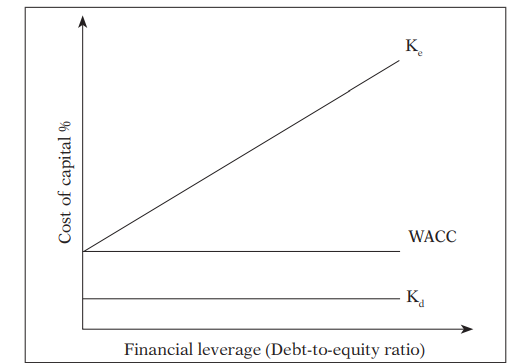 Kₑ
Cost of capital %
WACC
K_d
Financial leverage (Debt-to-equity ratio)